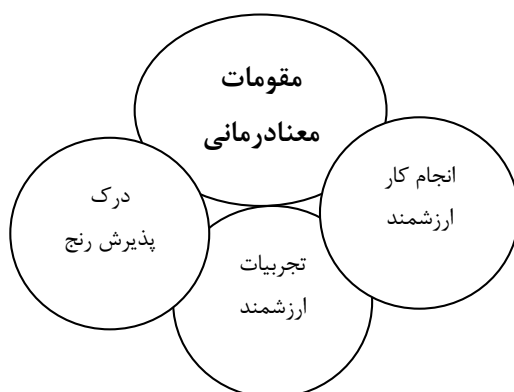 مقومات
معنادرمانی
انجام کار
ارزشمند
تجربیات
ارزشمند
درک
پذیرش رنج